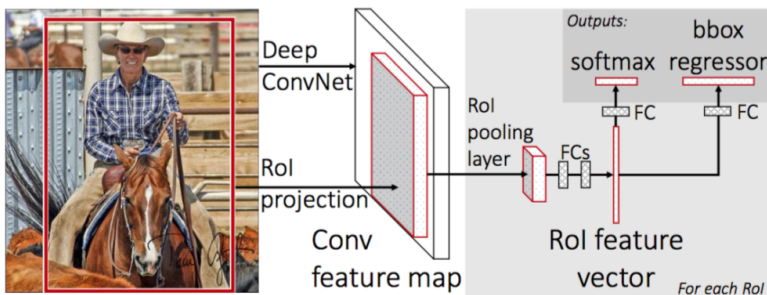 Deep
ConvNet
RoI
projection
Conv
feature map
RoI
pooling
layer
FCs
RoI feature
vector
Outputs:
softmax
bbox
regressor
FC
FC
For each RoI